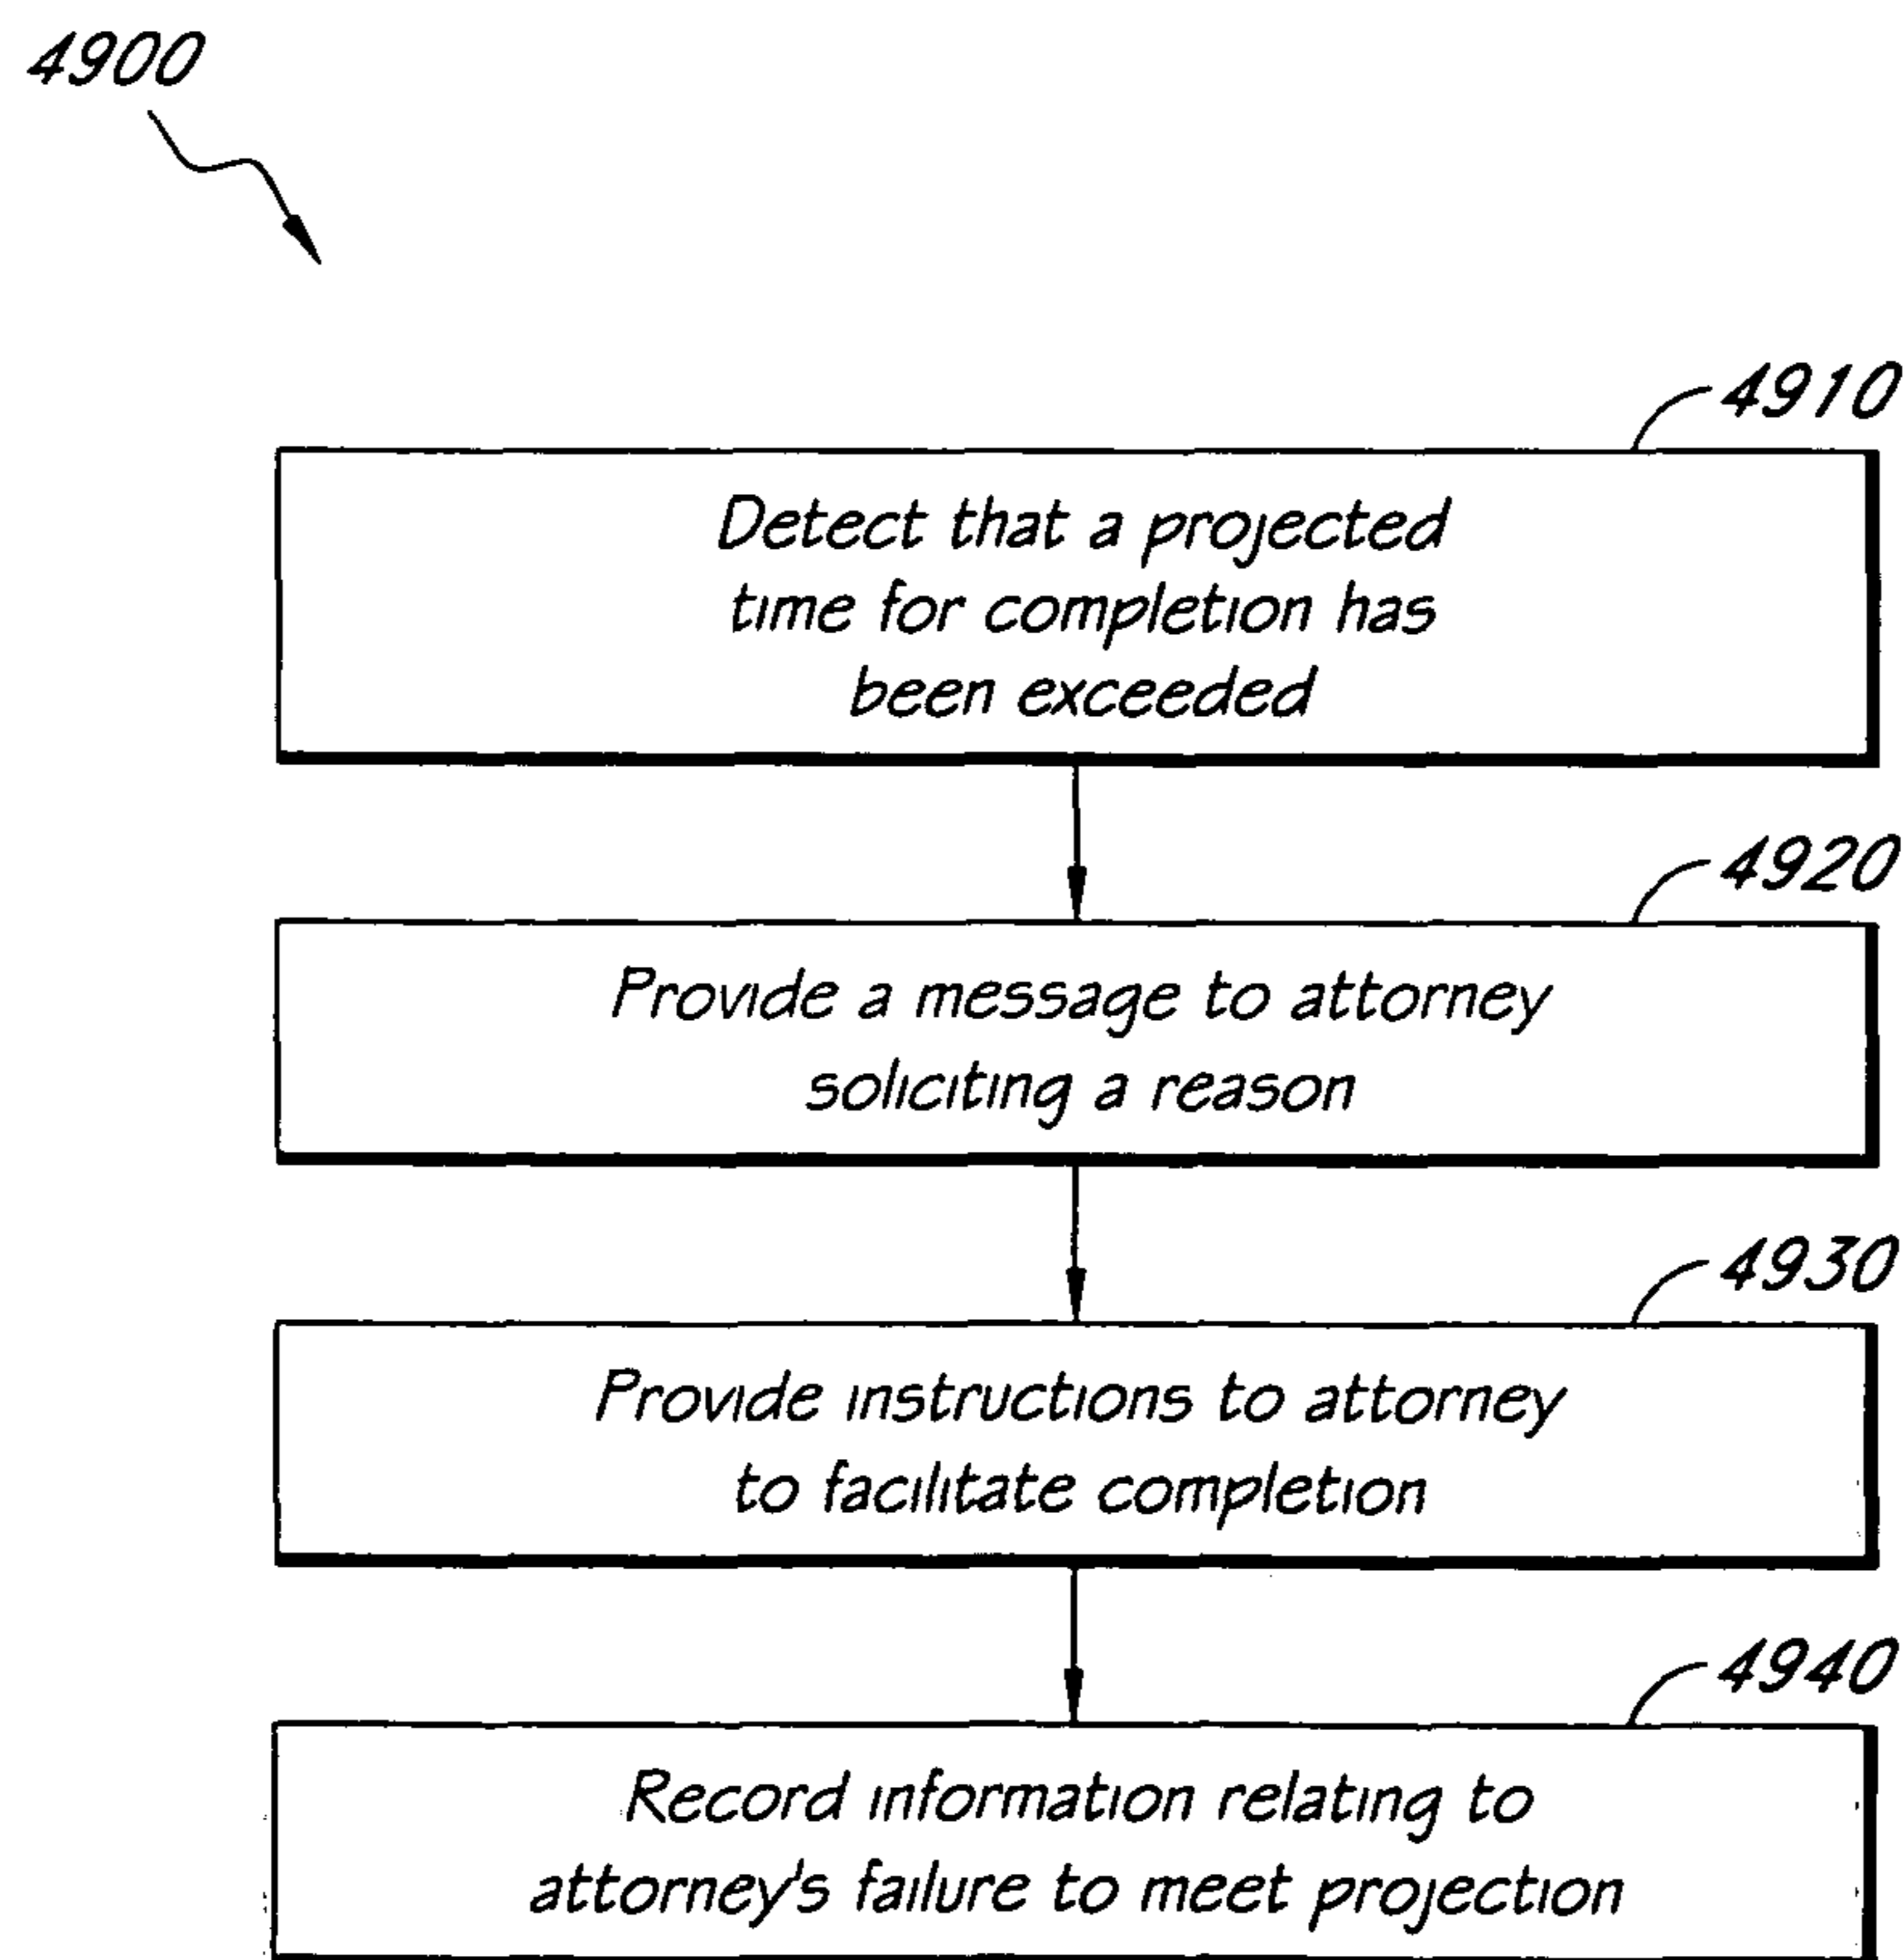 4900
4910
Detect that a projected
time for completion has
been exceeded
4920
Provide a message to attorney
soliciting a reason
4930
Provide instructions to attorney
to facilitate completion
4940
Record information relating to
attorney's failure to meet projection